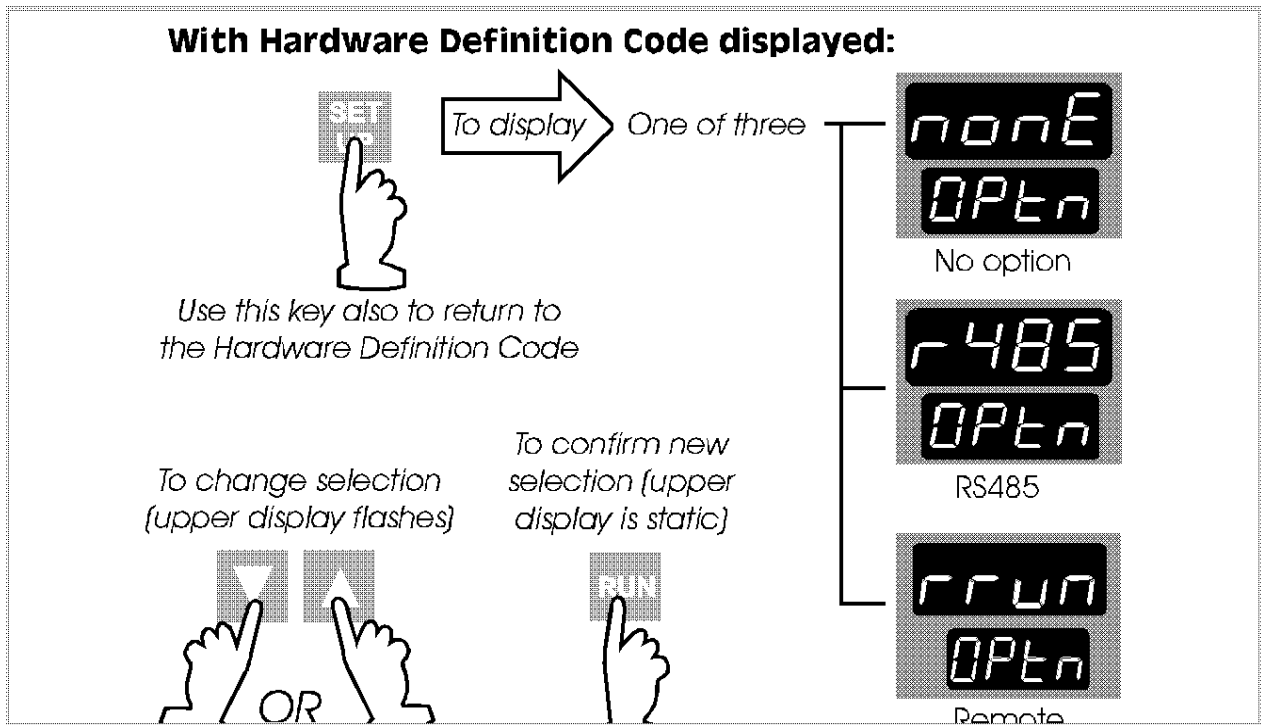 With Hardware Definition Code displayed:
SET
UP
To display
One of three
nonE
OPtn
No option
Use this key also to return to
the Hardware Definition Code
r485
OPtn
RS485
To change selection
(upper display flashes)
To confirm new
selection (upper
display is static)
RUN
OR
rrun
OPtn
Remote